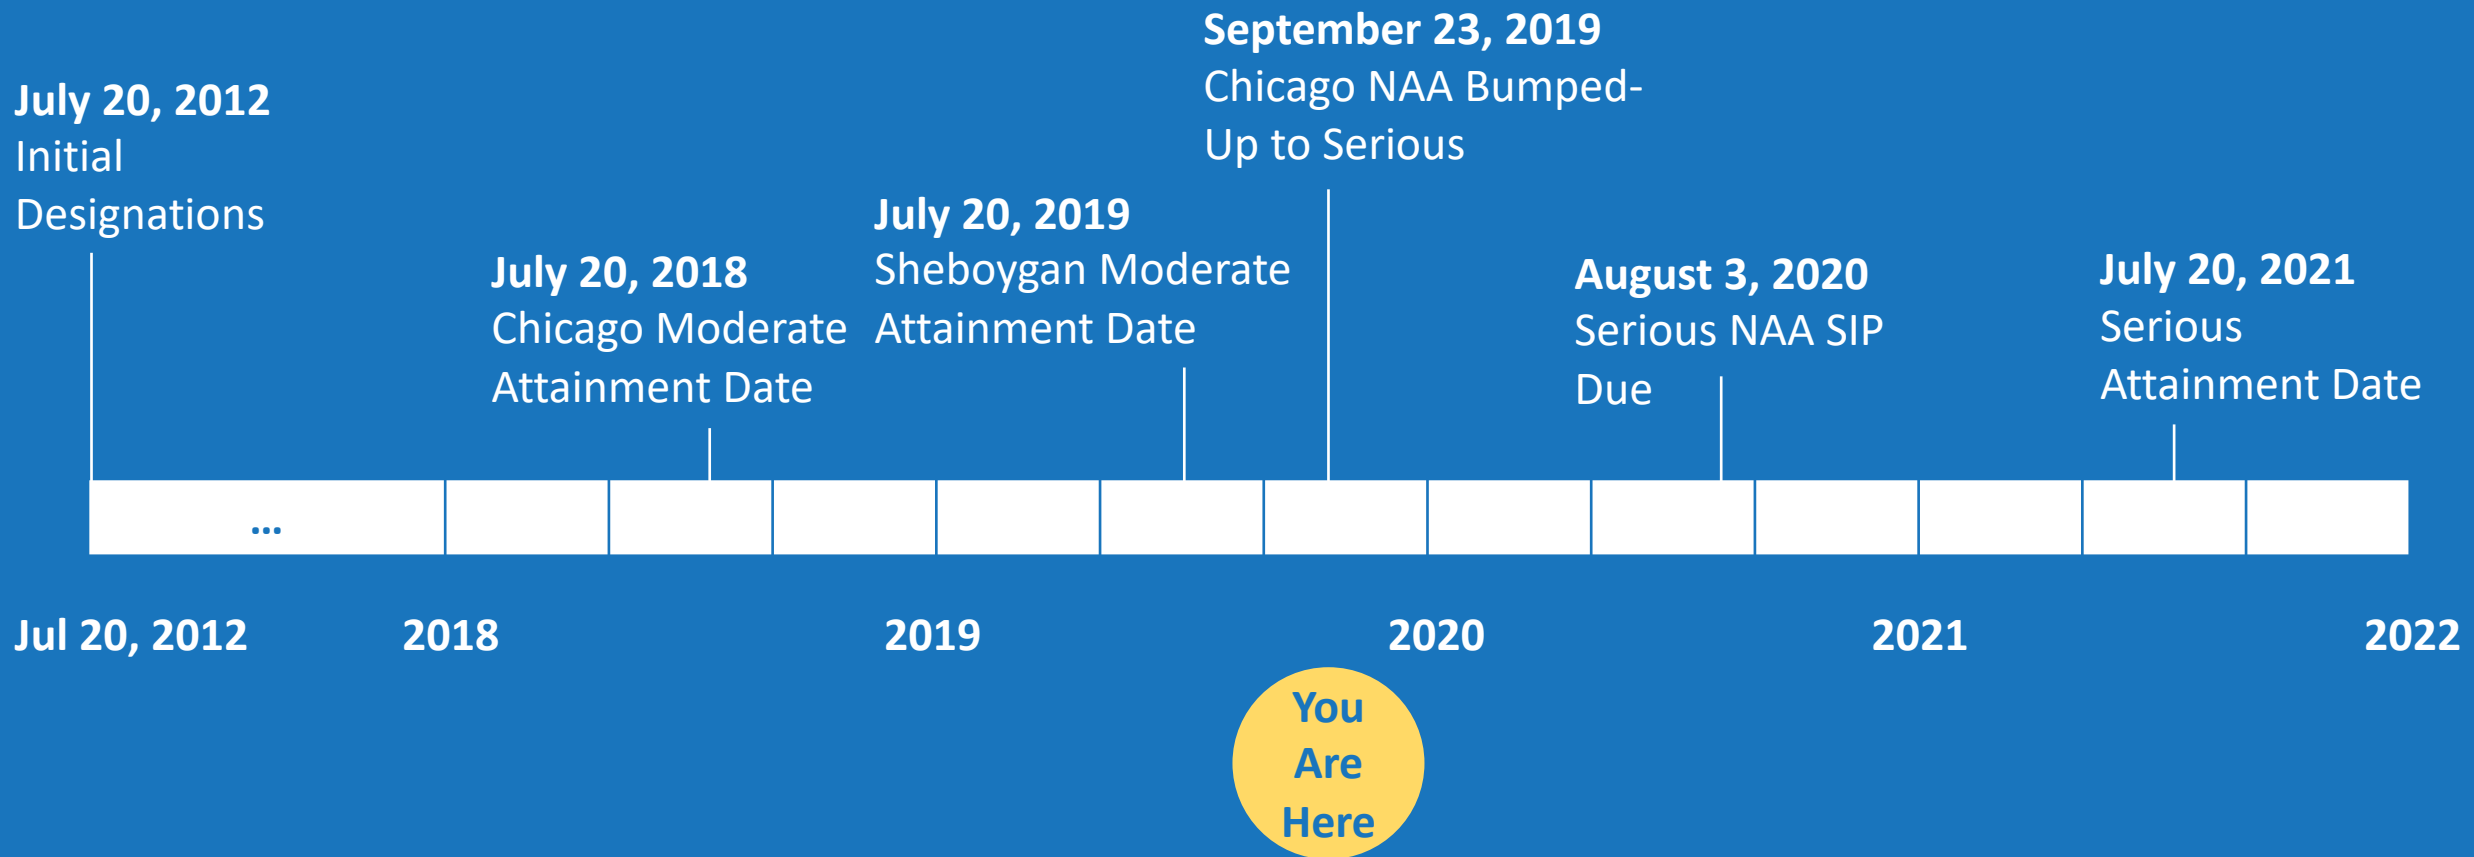 July 20, 2012
Initial
Designations
July 20, 2018
Chicago Moderate
Attainment Date
July 20, 2019
Sheboygan Moderate
Attainment Date
September 23, 2019
Chicago NAA Bumped-
Up to Serious
August 3, 2020
Serious NAA SIP
Due
July 20, 2021
Serious
Attainment Date
...
Jul 20, 2012
2018
2019
2020
2021
2022
You
Are
Here